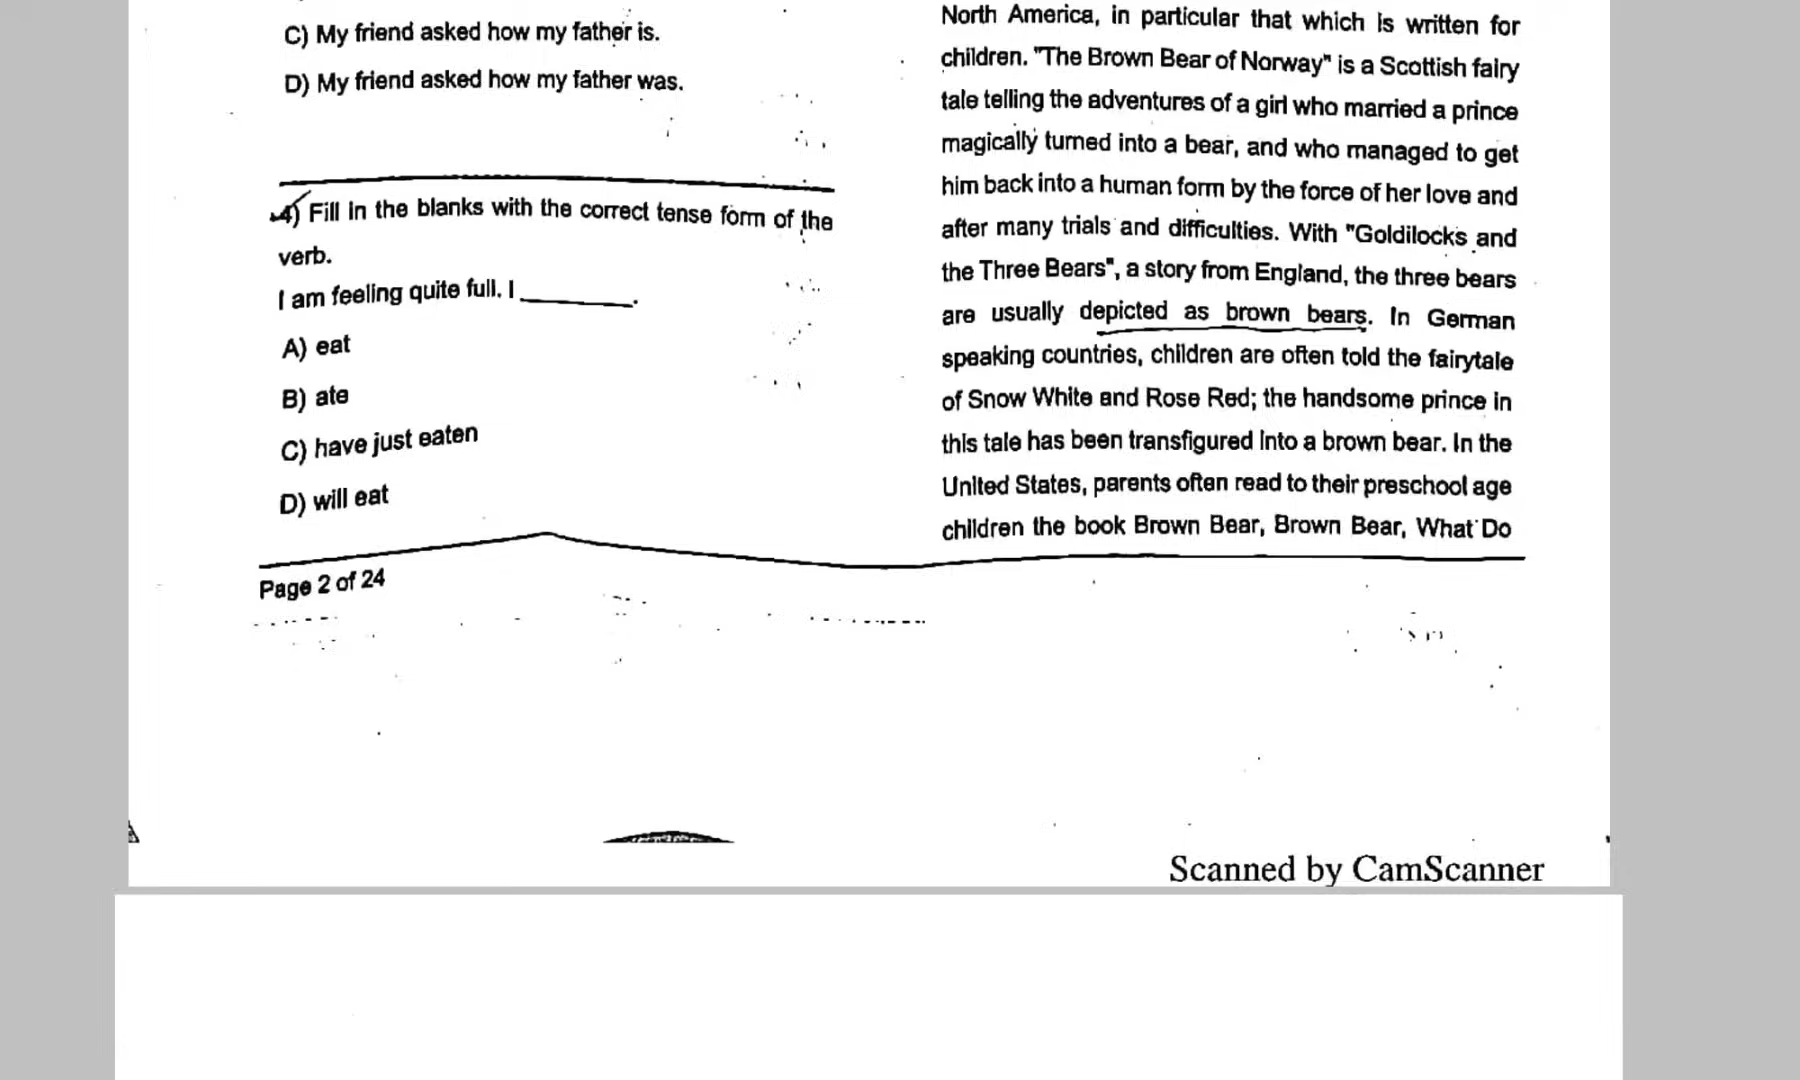 C) My friend asked how my father is.
D) My friend asked how my father was.
4) Fill in the blanks with the correct tense form of the
verb.
I am feeling quite full. I ________.
A) eat
B) ate
C) have just eaten
D) will eat
Page 2 of 24
North America, in particular that which is written for
children. "The Brown Bear of Norway" is a Scottish fairy
tale telling the adventures of a girl who married a prince
magically turned into a bear, and who managed to get
him back into a human form by the force of her love and
after many trials and difficulties. With "Goldilocks and
the Three Bears", a story from England, the three bears
are usually depicted as brown bears. In German
speaking countries, children are often told the fairytale
of Snow White and Rose Red; the handsome prince in
this tale has been transfigured into a brown bear. In the
United States, parents often read to their preschool age
children the book Brown Bear, Brown Bear, What Do
Scanned by CamScanner